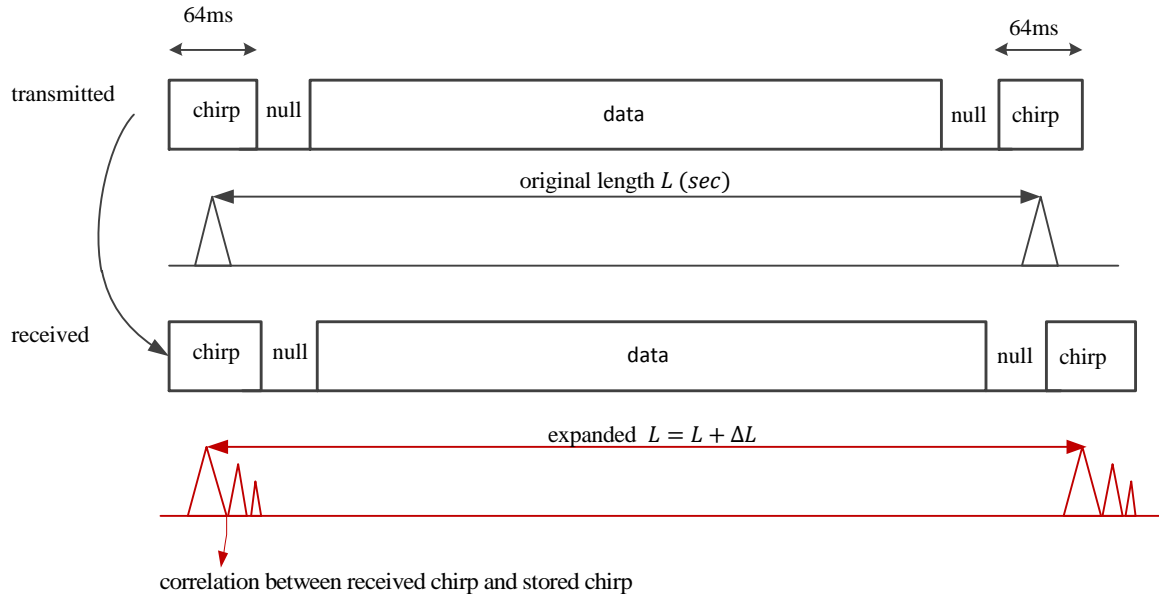 64ms
64ms
transmitted
chirp
null
data
null
chirp
original length L (sec)
received
chirp
null
data
null
chirp
expanded L = L + ΔL
correlation between received chirp and stored chirp